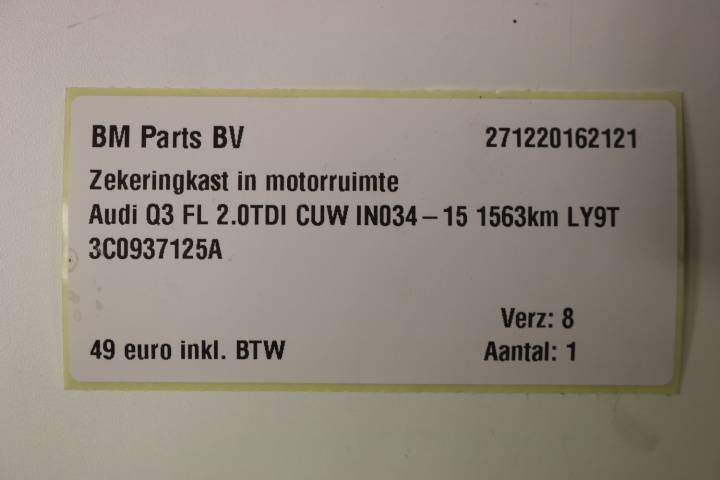 BM Parts BV 271220162121
Zekeringkast in motorruimte
Audi Q3 FL 2.0TDI CUW IN034-15 1563km LY9T
3C0937125A
Verz: 8
49 euro inkl. BTW Aantal: 1